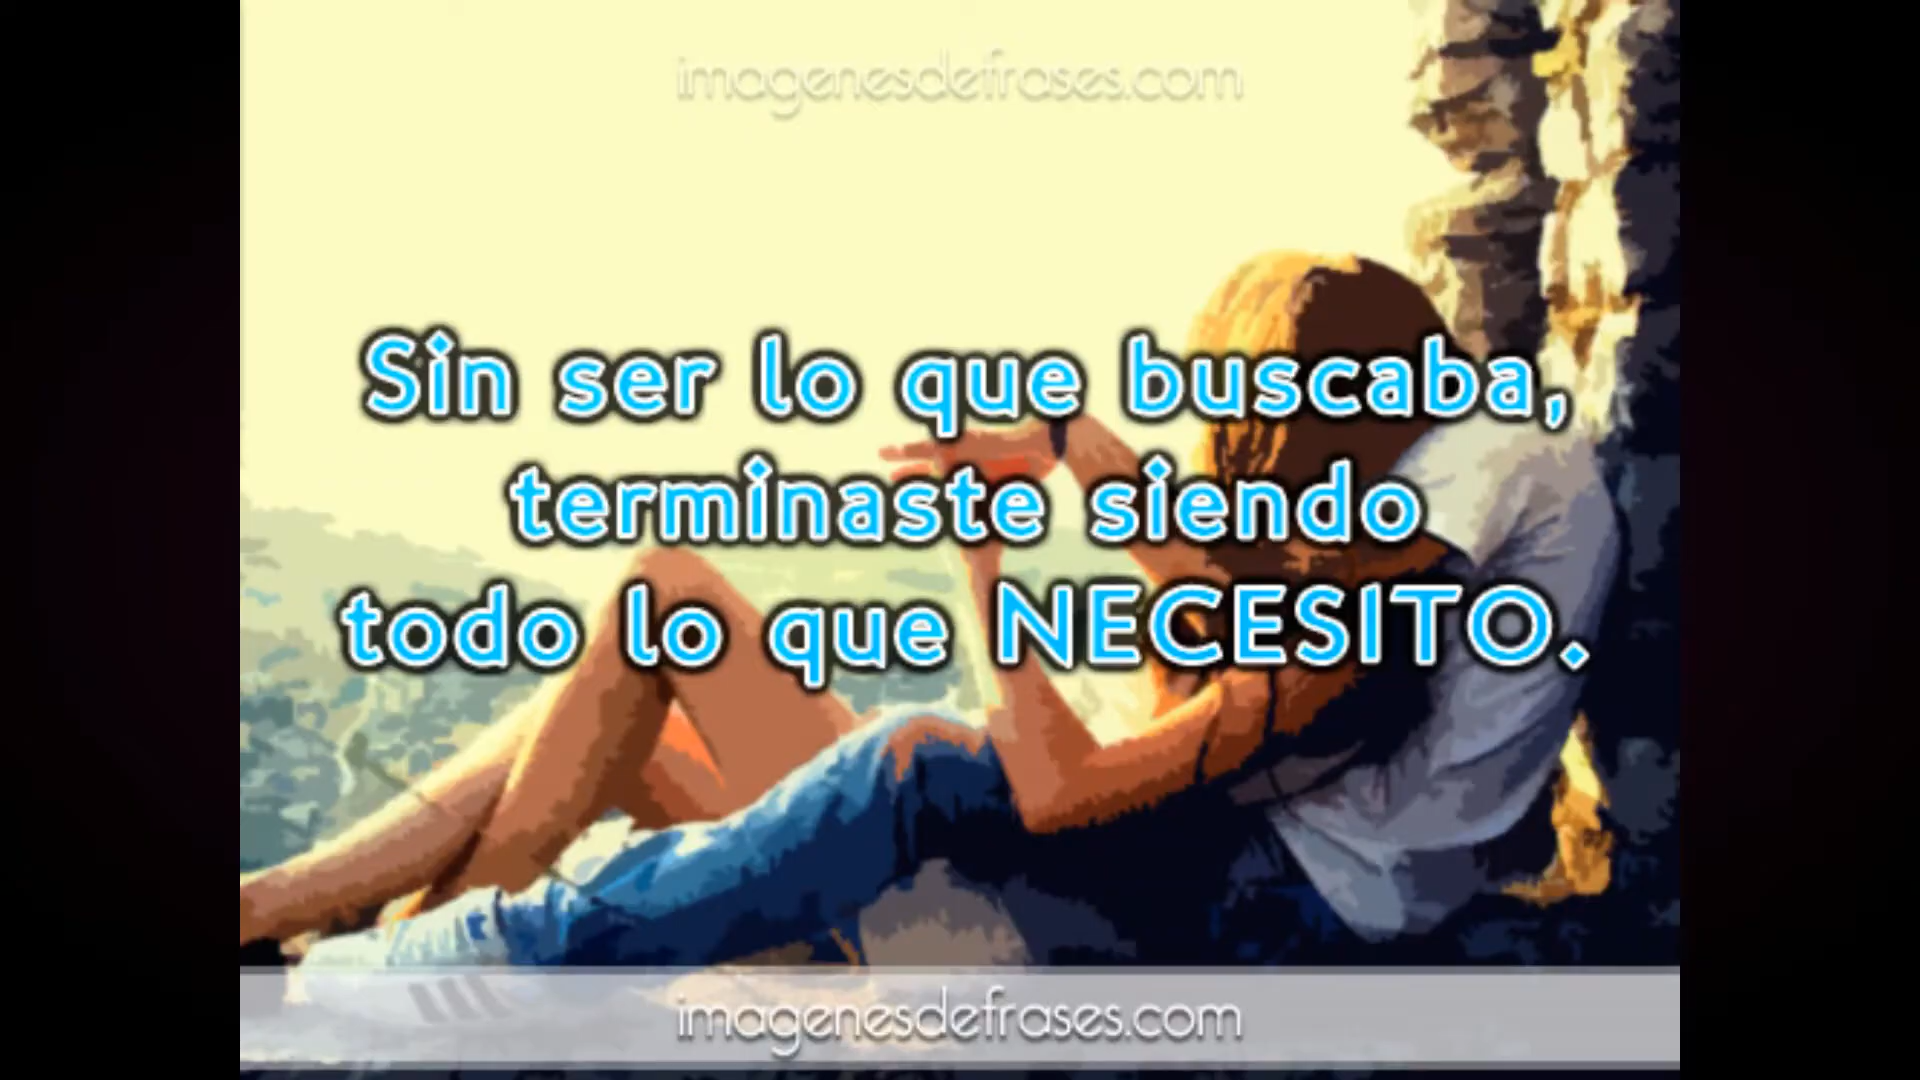 imagenesdefrases.com
Sin ser lo que buscaba,
terminaste siendo
todo lo que NECESITO.
imagenesdefrases.com